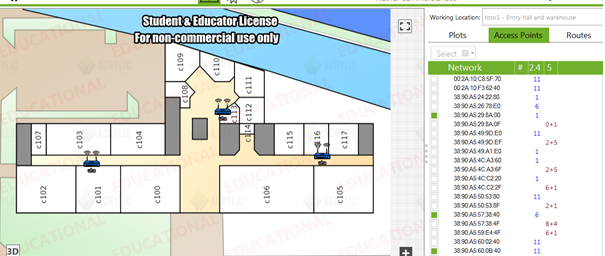 Working Location: toto1 - Entry hall and warehouse
Student & Educator License
For non-commercial use only
Plots Access Points Routes
Select
Network # 2.4 5
00:2A:10:C8:5F:70 11
00:2A:10:F3:62:40 11
38:90:A5:24:22:80 1
38:90:A5:26:78:E0 6
38:90:A5:29:8A:00 1
38:90:A5:29:8A:0F 0+1
38:90:A5:49:9D:E0 11
38:90:A5:49:9D:EF 2+5
38:90:A5:49:A1:E0 1
38:90:A5:4C:A3:60 1
38:90:A5:4C:A3:6F 2+5
38:90:A5:4C:C2:20 1
38:90:A5:4C:C2:2F 6+1
38:90:A5:50:53:80 11
38:90:A5:50:53:8F 2+1
38:90:A5:57:38:40 6
38:90:A5:57:38:4F 8+4
38:90:A5:59:E4:4F 6+1
38:90:A5:60:02:40 11
38:90:A5:60:0B:40 11
c109
c110
c108
c111
c112
c113
c114
c107
c103
c104
c115
c116
c117
c102
c101
c100
c106
c105
EDUCATIONAL
3D